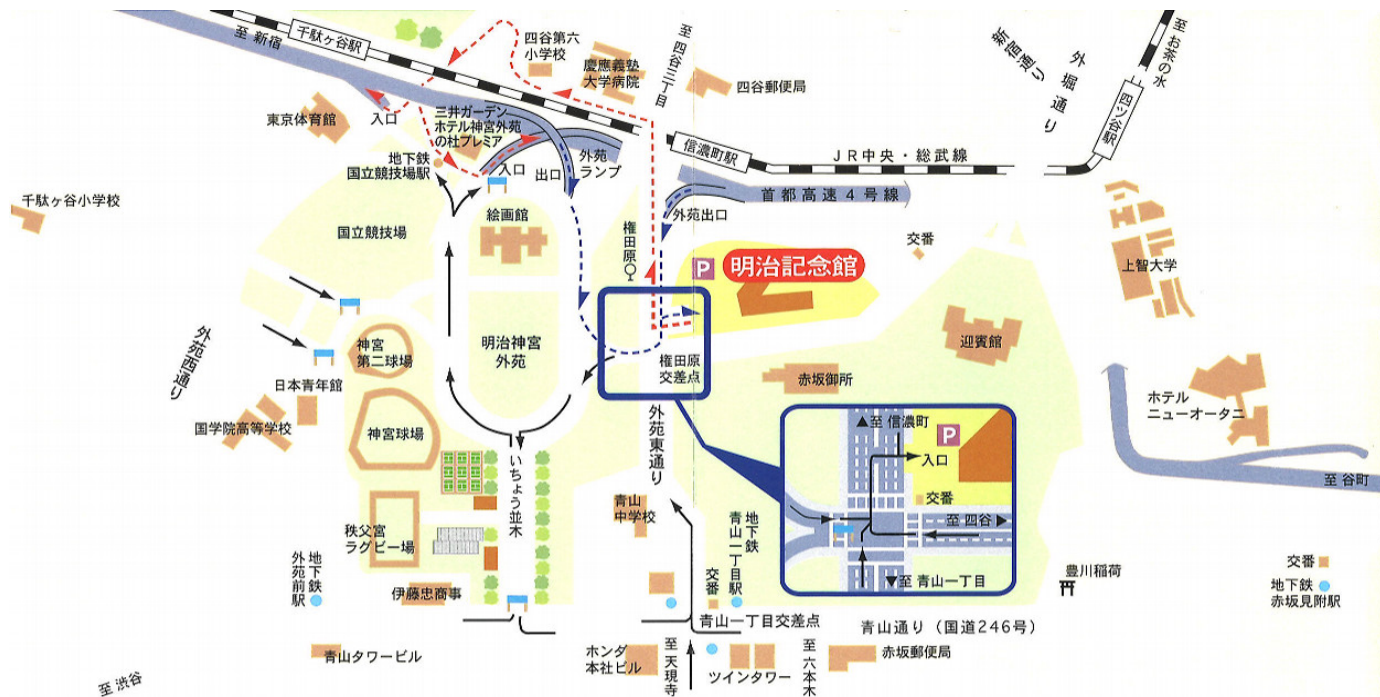 至 新宿
千駄ヶ谷駅
四谷第六
小学校
慶應義塾
大学病院
至 四谷三丁目
四谷郵便局
新宿通り
外堀通り
至 お茶の水
四ツ谷駅
東京体育館
入口
三井ガーデン
ホテル神宮外苑
の杜プレミア
地下鉄
国立競技場駅
入口
出口
外苑
ランプ
信濃町駅
JR中央・総武線
首都高速4号線
外苑出口
千駄ヶ谷小学校
国立競技場
絵画館
権田原
P
明治記念館
交番
上智大学
外苑西通り
神宮
第二球場
明治神宮
外苑
権田原
交差点
迎賓館
赤坂御所
日本青年館
国学院高等学校
神宮球場
ホテル
ニューオータニ
いちょう並木
外苑東通り
▲至 信濃町
P
入口
交番
至 四谷▶
▼至 青山一丁目
至 谷町
青山
中学校
秩父宮
ラグビー場
地下鉄
外苑前駅
伊藤忠商事
地下鉄
青山一丁目駅
交番
豊川稲荷
交番
地下鉄
赤坂見附駅
青山一丁目交差点
青山通り（国道246号）
青山タワービル
ホンダ
本社ビル
至 天現寺
ツインタワー
至 六本木
赤坂郵便局
至 渋谷